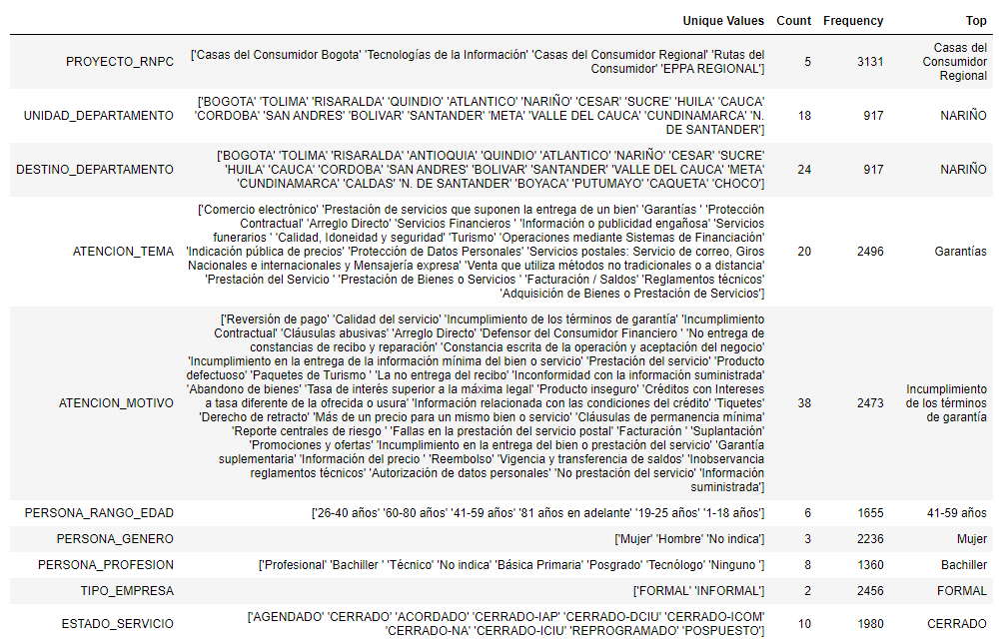 Unique Values Count Frequency Top
PROYECTO_RNPC ['Casas del Consumidor Bogota' 'Tecnologías de la Información' 'Casas del Consumidor Regional' 'Rutas del
Consumidor' 'EPPA REGIONAL'] 5 3131 Casas del
Consumidor
Regional
UNIDAD_DEPARTAMENTO ['BOGOTA' 'TOLIMA' 'RISARALDA' 'QUINDIO' 'ATLANTICO' 'NARIÑO' 'CESAR' 'SUCRE' 'HUILA' 'CAUCA'
'CORDOBA' 'SAN ANDRES' 'BOLIVAR' 'SANTANDER' 'META' 'VALLE DEL CAUCA' 'CUNDINAMARCA' 'N.
DE SANTANDER'] 18 917 NARIÑO
DESTINO_DEPARTAMENTO ['BOGOTA' 'TOLIMA' 'RISARALDA' 'ANTIOQUIA' 'QUINDIO' 'ATLANTICO' 'NARIÑO' 'CESAR' 'SUCRE'
'HUILA' 'CAUCA' 'CORDOBA' 'SAN ANDRES' 'BOLIVAR' 'SANTANDER' 'VALLE DEL CAUCA' 'META'
'CUNDINAMARCA' 'CALDAS' 'N. DE SANTANDER' 'BOYACA' 'PUTUMAYO' 'CAQUETA' 'CHOCO'] 24 917 NARIÑO
ATENCION_TEMA ['Comercio electrónico' 'Prestación de servicios que suponen la entrega de un bien' 'Garantías ' 'Protección
Contractual' 'Arreglo Directo' 'Servicios Financieros ' 'Información o publicidad engañosa' 'Servicios
funerarios ' 'Calidad, Idoneidad y seguridad' 'Turismo' 'Operaciones mediante Sistemas de Financiación'
'Indicación pública de precios' 'Protección de Datos Personales' 'Servicios postales: Servicio de correo, Giros
Nacionales e internacionales y Mensajería expresa' 'Venta que utiliza métodos no tradicionales o a distancia'
'Prestación del Servicio ' 'Prestación de Bienes o Servicios ' 'Facturación / Saldos' 'Reglamentos técnicos'
'Adquisición de Bienes o Prestación de Servicios'] 20 2496 Garantías
ATENCION_MOTIVO ['Reversión de pago' 'Calidad del servicio' 'Incumplimiento de los términos de garantía' 'Incumplimiento
Contractual' 'Cláusulas abusivas' 'Arreglo Directo' 'Defensor del Consumidor Financiero ' 'No entrega de
constancias de recibo y reparación' 'Constancia escrita de la operación y aceptación del negocio'
'Incumplimiento en la entrega de la información mínima del bien o servicio' 'Prestación del servicio' 'Producto
defectuoso' 'Paquetes de Turismo ' 'La no entrega del recibo' 'Inconformidad con la información suministrada'
'Abandono de bienes' 'Tasa de interés superior a la máxima legal' 'Producto inseguro' 'Créditos con Intereses
a tasa diferente de la ofrecida o usura' 'Información relacionada con las condiciones del crédito' 'Tiquetes'
'Derecho de retracto' 'Más de un precio para un mismo bien o servicio' 'Cláusulas de permanencia mínima'
'Reporte centrales de riesgo ' 'Fallas en la prestación del servicio postal' 'Facturación ' 'Suplantación'
'Promociones y ofertas' 'Incumplimiento en la entrega del bien o prestación del servicio' 'Garantía
suplementaria' 'Información del precio ' 'Reembolso' 'Vigencia y transferencia de saldos' 'Inobservancia
reglamentos técnicos' 'Autorización de datos personales' 'No prestación del servicio' 'Información
suministrada'] 38 2473 Incumplimiento
de los términos
de garantía
PERSONA_RANGO_EDAD ['26-40 años' '60-80 años' '41-59 años' '81 años en adelante' '19-25 años' '1-18 años'] 6 1655 41-59 años
PERSONA_GENERO ['Mujer' 'Hombre' 'No indica'] 3 2236 Mujer
PERSONA_PROFESION ['Profesional' 'Bachiller ' 'Técnico' 'No indica' 'Básica Primaria' 'Posgrado' 'Tecnólogo' 'Ninguno '] 8 1360 Bachiller
TIPO_EMPRESA ['FORMAL' 'INFORMAL'] 2 2456 FORMAL
ESTADO_SERVICIO ['AGENDADO' 'CERRADO' 'ACORDADO' 'CERRADO-IAP' 'CERRADO-DCIU' 'CERRADO-ICOM'
'CERRADO-NA' 'CERRADO-ICIU' 'REPROGRAMADO' 'POSPUESTO'] 10 1980 CERRADO